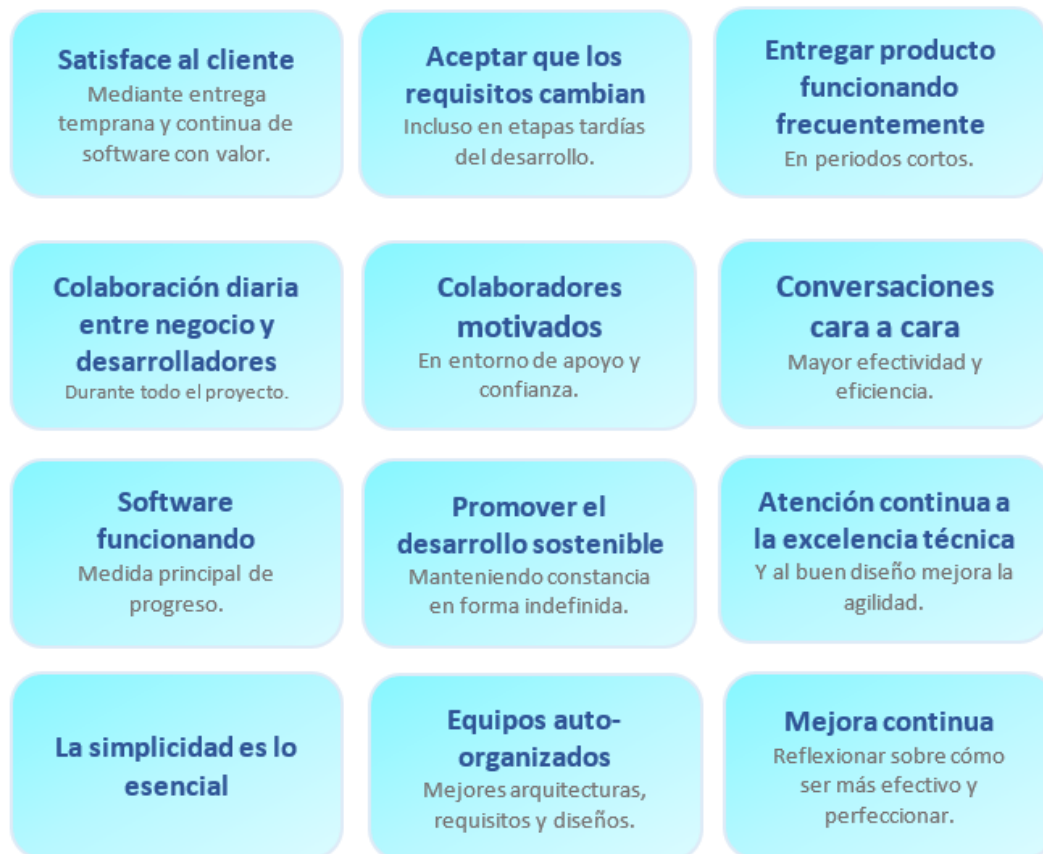 Satisface al cliente
Mediante entrega
temprana y continua de
software con valor.
Aceptar que los
requisitos cambian
Incluso en etapas tardías
del desarrollo.
Entregar producto
funcionando
frecuentemente
En periodos cortos.
Colaboración diaria
entre negocio y
desarrolladores
Durante todo el proyecto.
Colaboradores
motivados
En entorno de apoyo y
confianza.
Conversaciones
cara a cara
Mayor efectividad y
eficiencia.
Software
funcionando
Medida principal de
progreso.
Promover el
desarrollo sostenible
Manteniendo constancia
en forma indefinida.
Atención continua a
la excelencia técnica
Y al buen diseño mejora la
agilidad.
La simplicidad es lo
esencial
Equipos auto-
organizados
Mejores arquitecturas,
requisitos y diseños.
Mejora continua
Reflexionar sobre cómo
ser más efectivo y
perfeccionar.